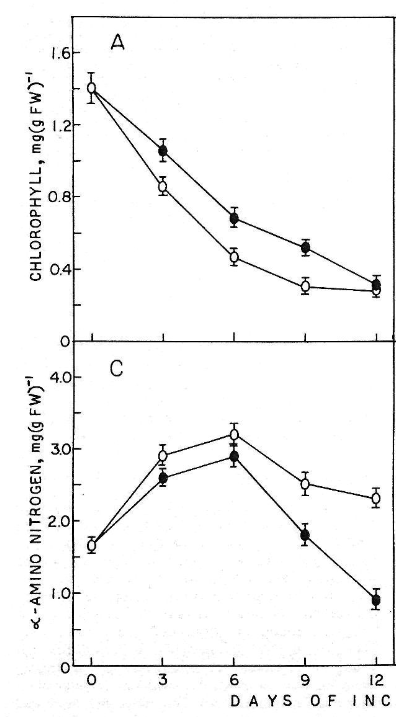 A
CHLOROPHYLL, mg(g FW)⁻¹
1.6
1.2
0.8
0.4
0
C
∝-AMINO NITROGEN, mg(g FW)⁻¹
4.0
3.0
2.0
1.0
0
0 3 6 9 12
DAYS OF INC